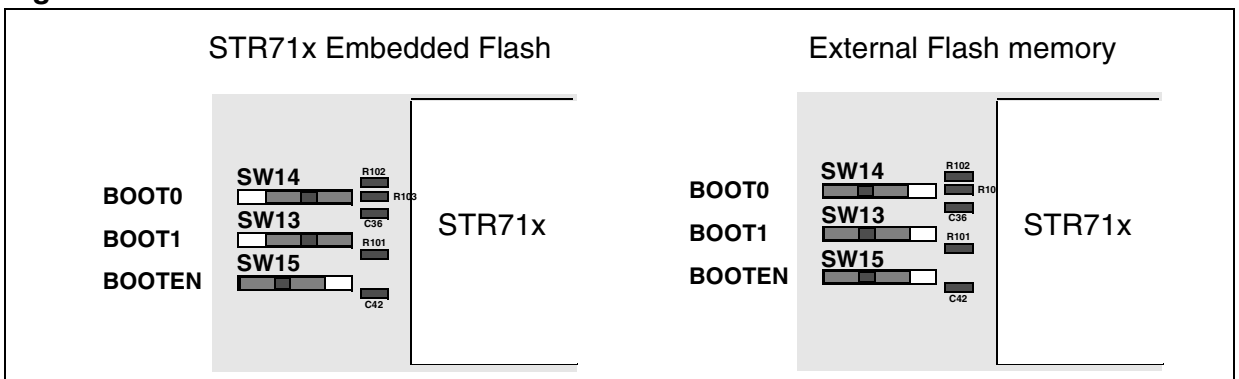 STR71x Embedded Flash
BOOT0
BOOT1
BOOTEN
SW14
SW13
SW15
R102
R103
C36
R101
C42
STR71x
External Flash memory
BOOT0
BOOT1
BOOTEN
SW14
SW13
SW15
R102
R10
C36
R101
C42
STR71x